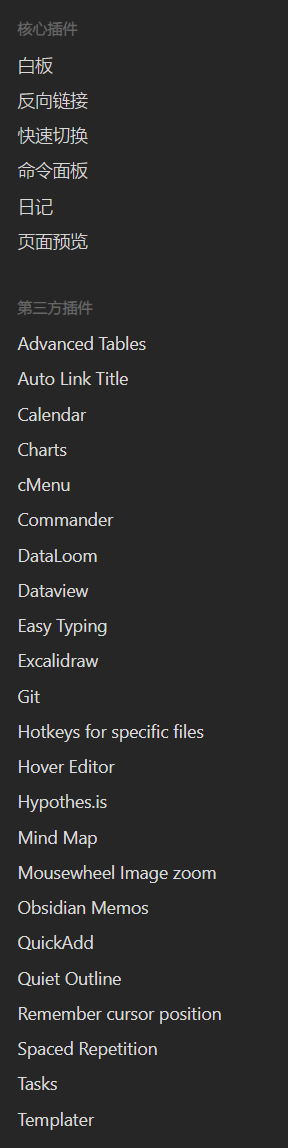 核心插件
白板
反向链接
快速切换
命令面板
日记
页面预览
第三方插件
Advanced Tables
Auto Link Title
Calendar
Charts
cMenu
Commander
DataLoom
Dataview
Easy Typing
Excalidraw
Git
Hotkeys for specific files
Hover Editor
Hypothes.is
Mind Map
Mousewheel Image zoom
Obsidian Memos
QuickAdd
Quiet Outline
Remember cursor position
Spaced Repetition
Tasks
Templater